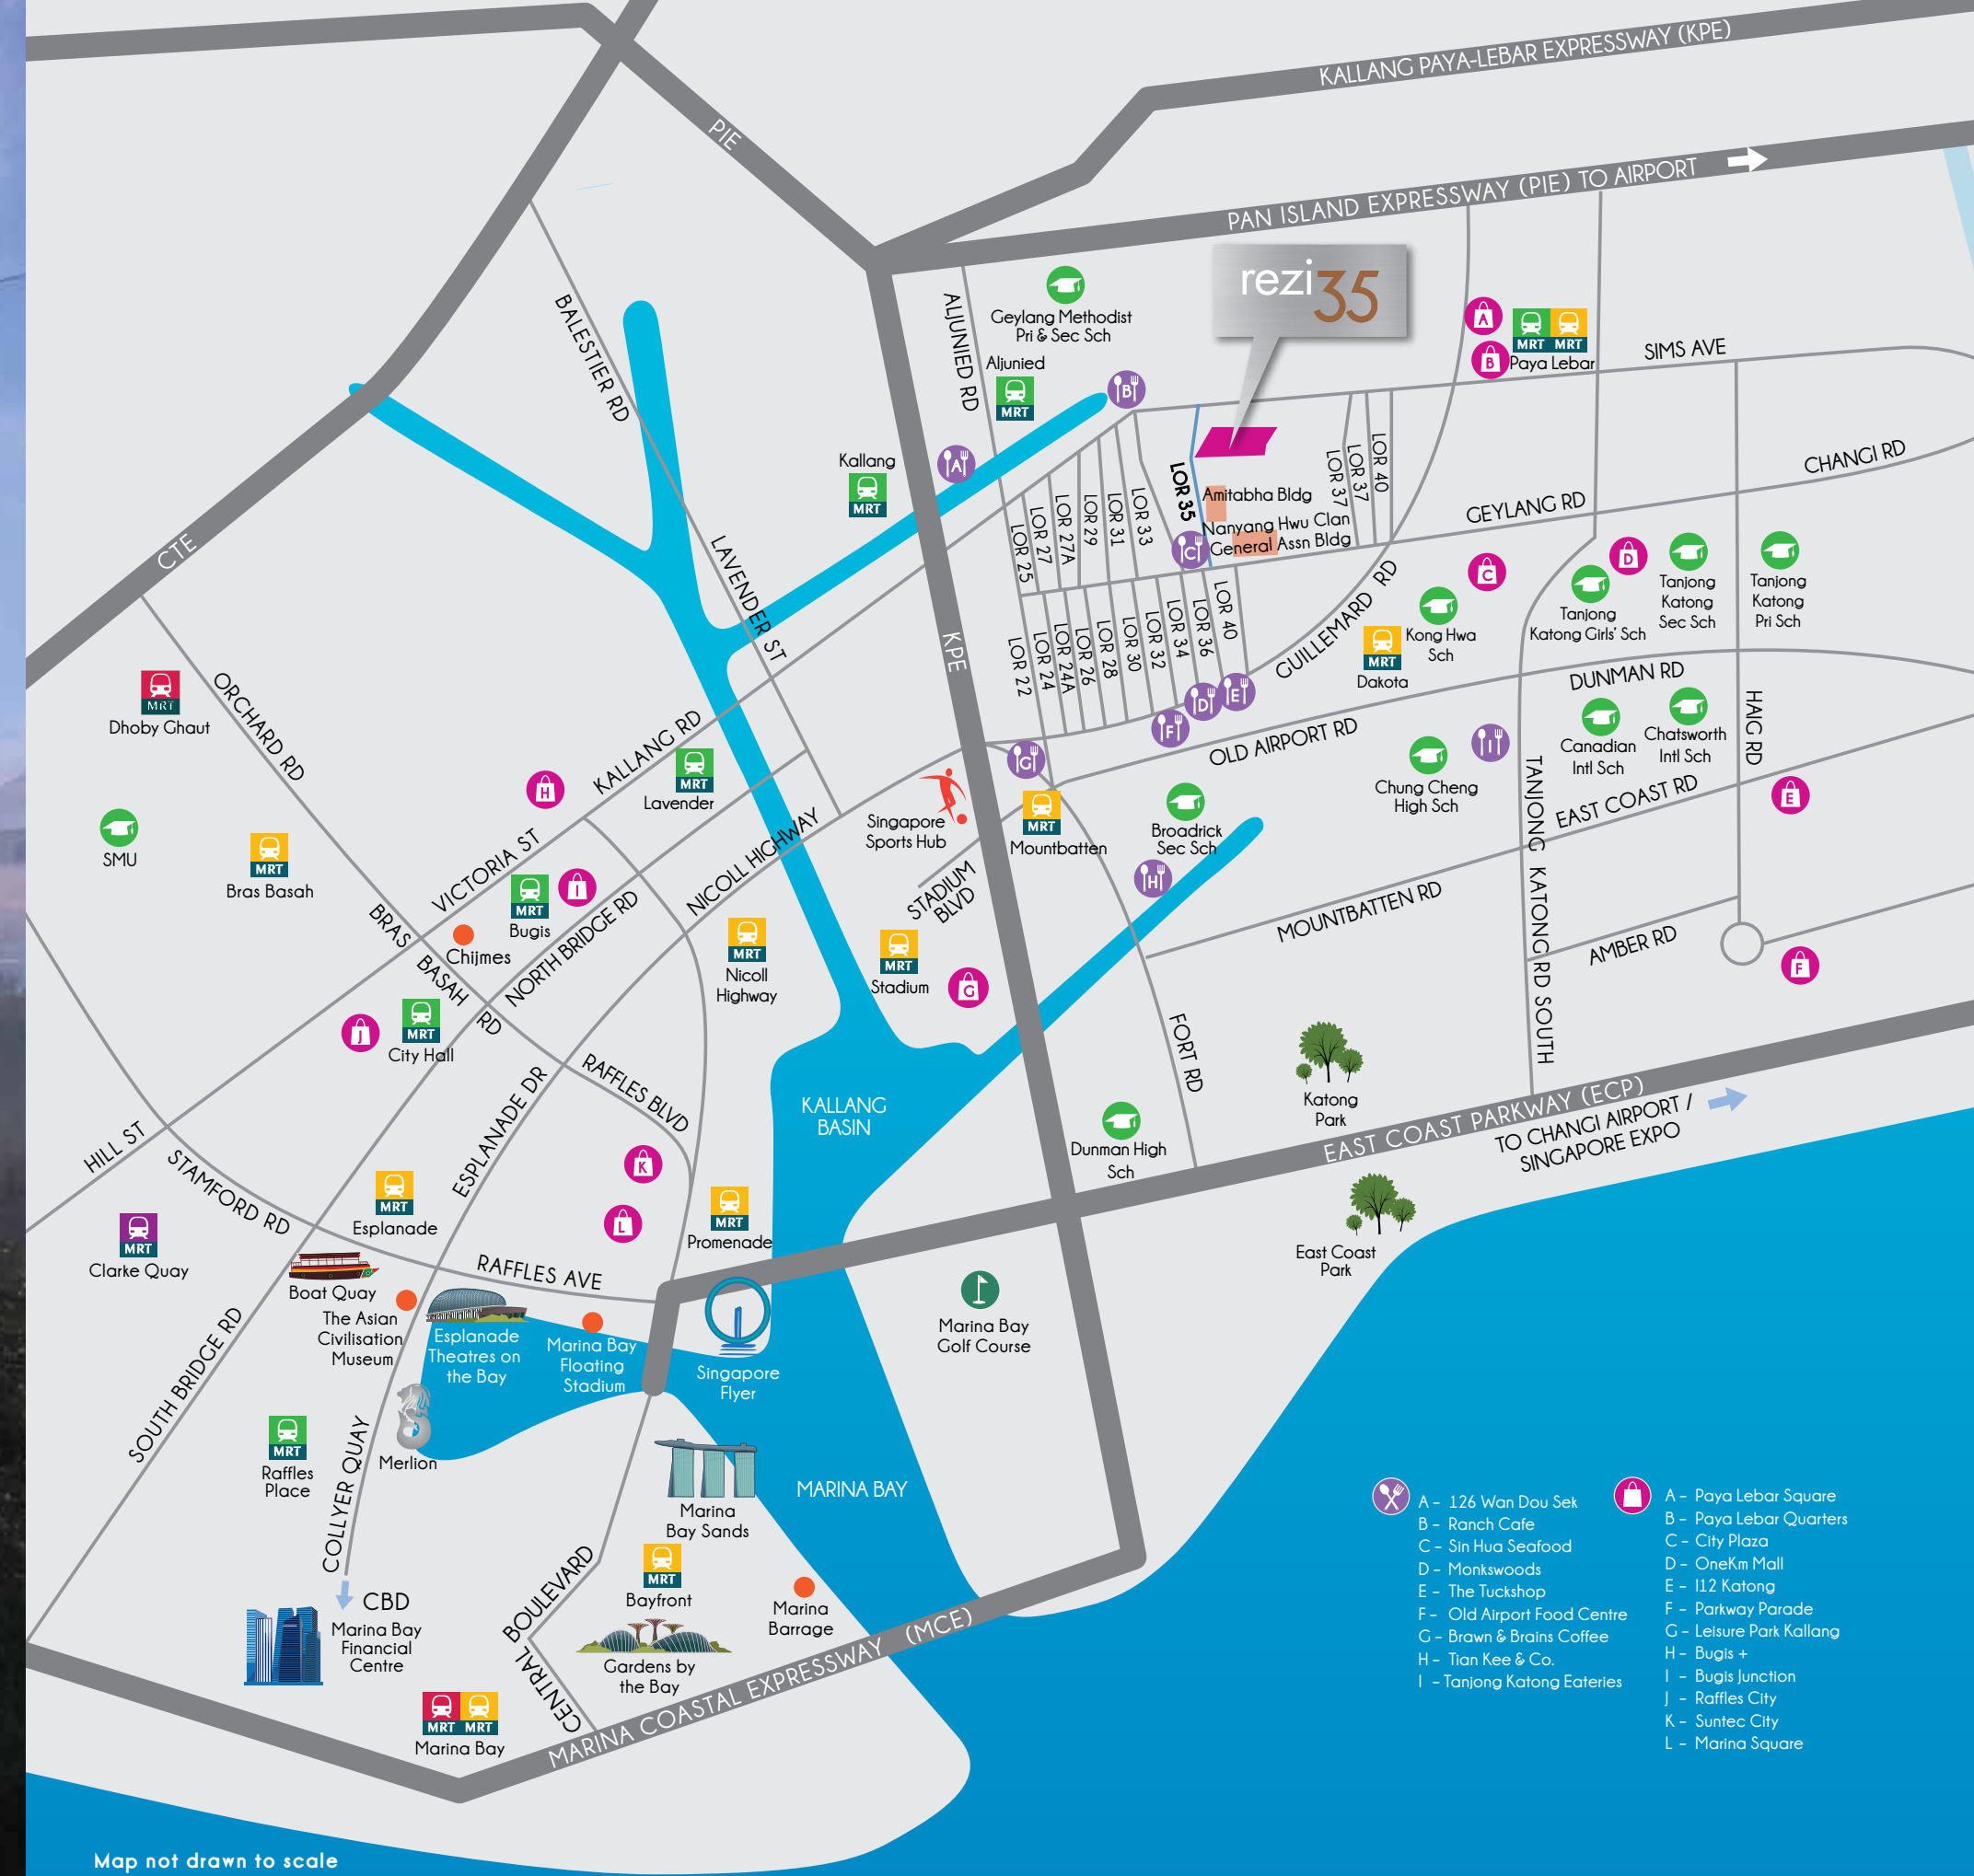 KALLANG PAYA-LEBAR EXPRESSWAY (KPE)
PIE
PAN ISLAND EXPRESSWAY (PIE) TO AIRPORT
rezi35
Geylang Methodist
Pri & Sec Sch
ALJUNIED RD
Aljunied
MRT
BALESTIER RD
A
B
MRT MRT
Paya Lebar
SIMS AVE
B
A
Kallang
MRT
CHANGI RD
GEYLANG RD
LOR 37
LOR 37
LOR 40
LOR 35
Amitabha Bldg
Nanyang Hwu Clan
General Assn Bldg
C
LOR 25
LOR 27
LOR 27A
LOR 29
LOR 31
LOR 33
LOR 22
LOR 24
LOR 24A
LOR 26
LOR 28
LOR 30
LOR 32
LOR 34
LOR 36
LOR 40
CTE
LAVENDER ST
KPE
GUILLEMARD RD
C
D
Tanjong
Katong Girls' Sch
Tanjong
Katong
Sec Sch
Tanjong
Katong
Pri Sch
Kong Hwa
Sch
MRT
Dakota
DUNMAN RD
HAIG RD
MRT
Dhoby Ghaut
ORCHARD RD
KALLANG RD
MRT
Lavender
H
D
E
F
G
OLD AIRPORT RD
I
Chung Cheng
High Sch
Canadian
Intl Sch
Chatsworth
Intl Sch
EAST COAST RD
E
SMU
MRT
Bras Basah
VICTORIA ST
MRT
Bugis
I
Chijmes
NORTH BRIDGE RD
NICOLL HIGHWAY
Singapore
Sports Hub
MRT
Mountbatten
Broadrick
Sec Sch
H
STADIUM
BLVD
MOUNTBATTEN RD
TANJONG KATONG RD SOUTH
AMBER RD
F
BRAS BASAH RD
MRT
Nicoll
Highway
MRT
Stadium
G
J
MRT
City Hall
ESPLANADE DR
RAFFLES BLVD
KALLANG
BASIN
FORT RD
Katong
Park
Dunman High
Sch
EAST COAST PARKWAY (ECP)
TO CHANGI AIRPORT /
SINGAPORE EXPO
HILL ST
STAMFORD RD
K
L
MRT
Esplanade
MRT
Promenade
MRT
Clarke Quay
East Coast
Park
Boat Quay
RAFFLES AVE
The Asian
Civilisation
Museum
Esplanade
Theatres on
the Bay
Marina Bay
Floating
Stadium
Singapore
Flyer
Marina Bay
Golf Course
SOUTH BRIDGE RD
MRT
Raffles
Place
COLLYER QUAY
Merlion
Marina
Bay Sands
MARINA BAY
MRT
Bayfront
Marina
Barrage
CBD
Marina Bay
Financial
Centre
CENTRAL BOULEVARD
Gardens by
the Bay
MRT MRT
Marina Bay
MARINA COASTAL EXPRESSWAY (MCE)
A - 126 Wan Dou Sek
B - Ranch Cafe
C - Sin Hua Seafood
D - Monkswoods
E - The Tuckshop
F - Old Airport Food Centre
G - Brawn & Brains Coffee
H - Tian Kee & Co.
I - Tanjong Katong Eateries
A - Paya Lebar Square
B - Paya Lebar Quarters
C - City Plaza
D - OneKm Mall
E - I12 Katong
F - Parkway Parade
G - Leisure Park Kallang
H - Bugis +
I - Bugis Junction
J - Raffles City
K - Suntec City
L - Marina Square
Map not drawn to scale